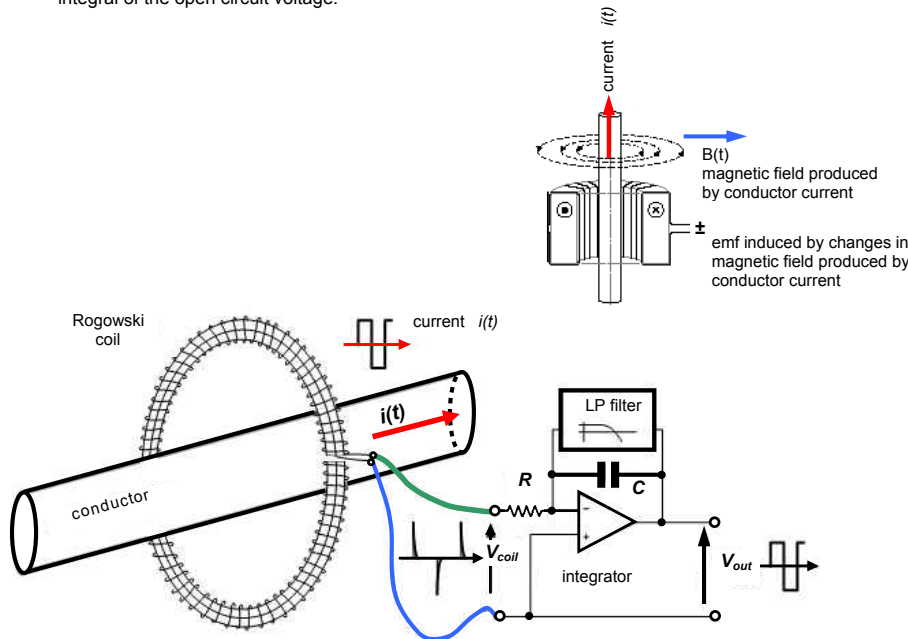 integral of the open circuit voltage.
current i(t)
B(t)
magnetic field produced
by conductor current
±
emf induced by changes in
magnetic field produced by
conductor current
Rogowski
coil
current i(t)
LP filter
i(t)
R
C
conductor
−
+
V_coil
integrator
V_out